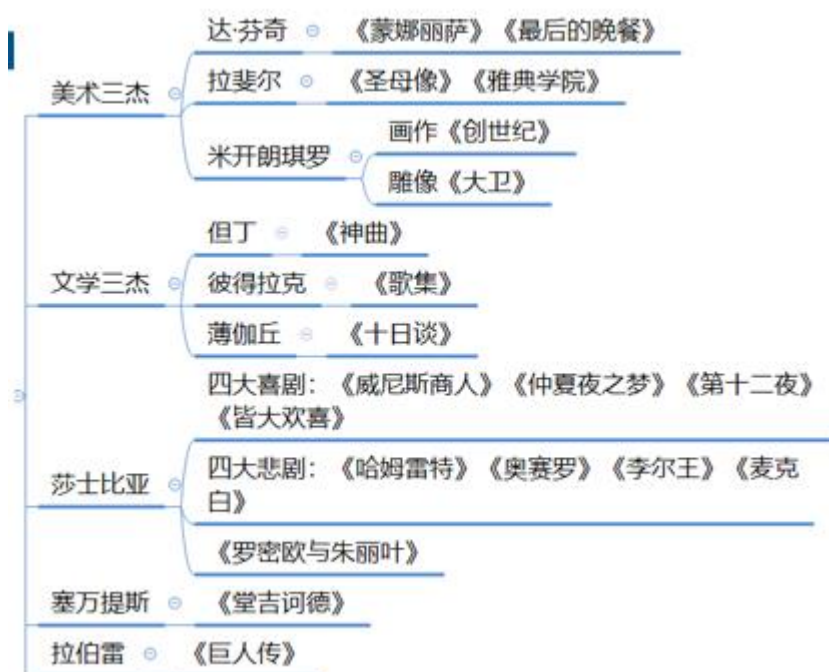 达·芬奇 《蒙娜丽萨》《最后的晚餐》
美术三杰
拉斐尔 《圣母像》《雅典学院》
米开朗琪罗
画作《创世纪》
雕像《大卫》
文学三杰
但丁 《神曲》
彼得拉克 《歌集》
薄伽丘 《十日谈》
莎士比亚
四大喜剧：《威尼斯商人》《仲夏夜之梦》《第十二夜》
《皆大欢喜》
四大悲剧：《哈姆雷特》《奥赛罗》《李尔王》《麦克
白》
《罗密欧与朱丽叶》
塞万提斯 《堂吉诃德》
拉伯雷 《巨人传》